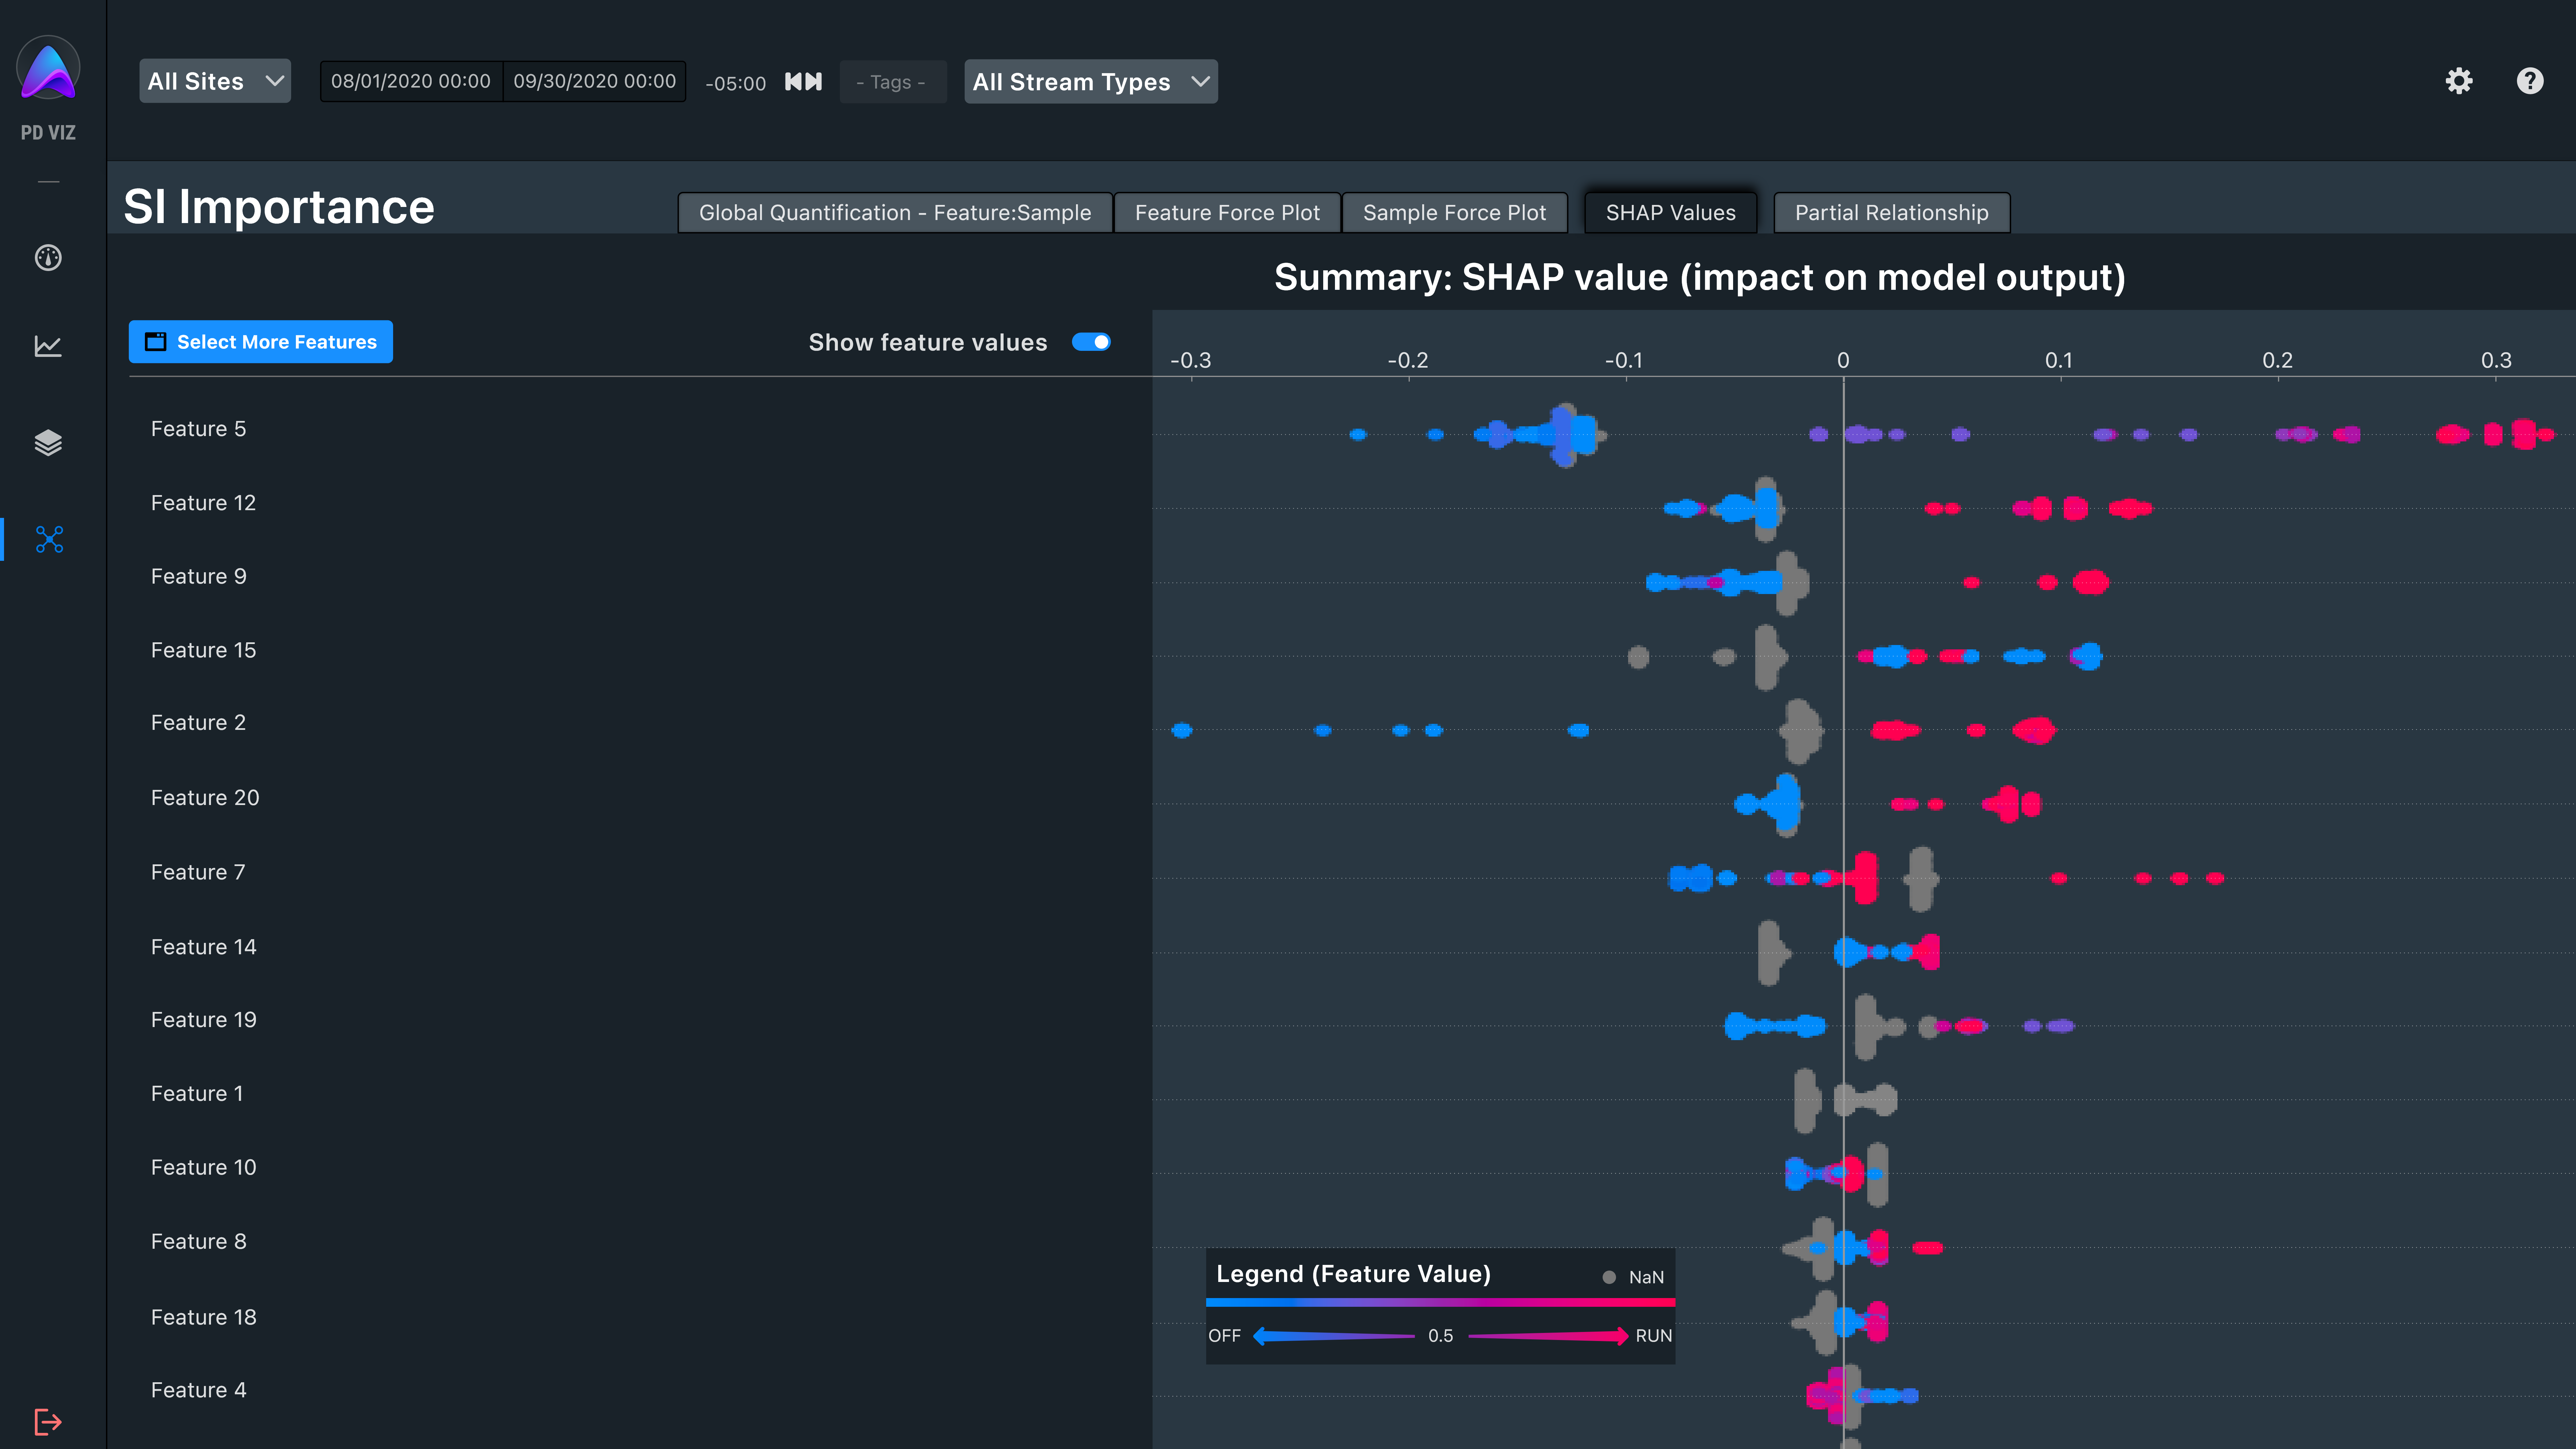 PD VIZ
All Sites
08/01/2020 00:00 09/30/2020 00:00 -05:00
- Tags -
All Stream Types
SI Importance
Global Quantification - Feature:Sample
Feature Force Plot
Sample Force Plot
SHAP Values
Partial Relationship
Summary: SHAP value (impact on model output)
Select More Features
Show feature values
-0.3 -0.2 -0.1 0 0.1 0.2 0.3
Feature 5
Feature 12
Feature 9
Feature 15
Feature 2
Feature 20
Feature 7
Feature 14
Feature 19
Feature 1
Feature 10
Feature 8
Feature 18
Feature 4
Legend (Feature Value)
NaN
OFF 0.5 RUN